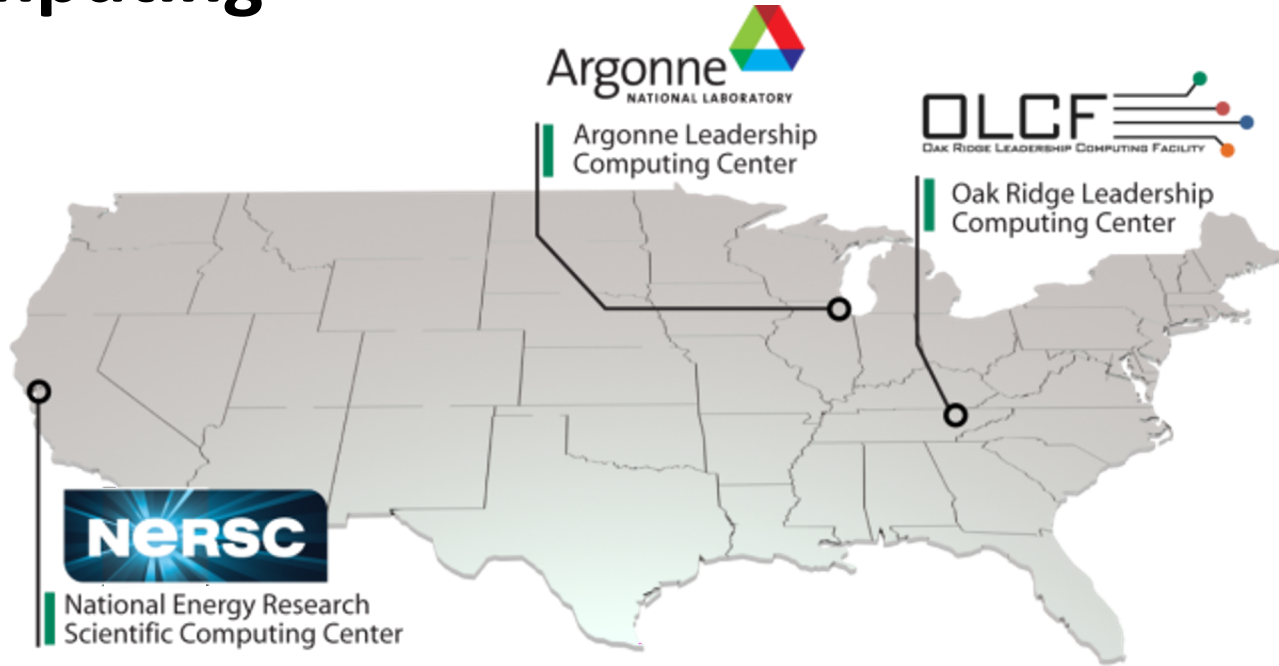 Argonne
NATIONAL LABORATORY
Argonne Leadership
Computing Center
OLCF
OAK RIDGE LEADERSHIP COMPUTING FACILITY
Oak Ridge Leadership
Computing Center
NERSC
National Energy Research
Scientific Computing Center